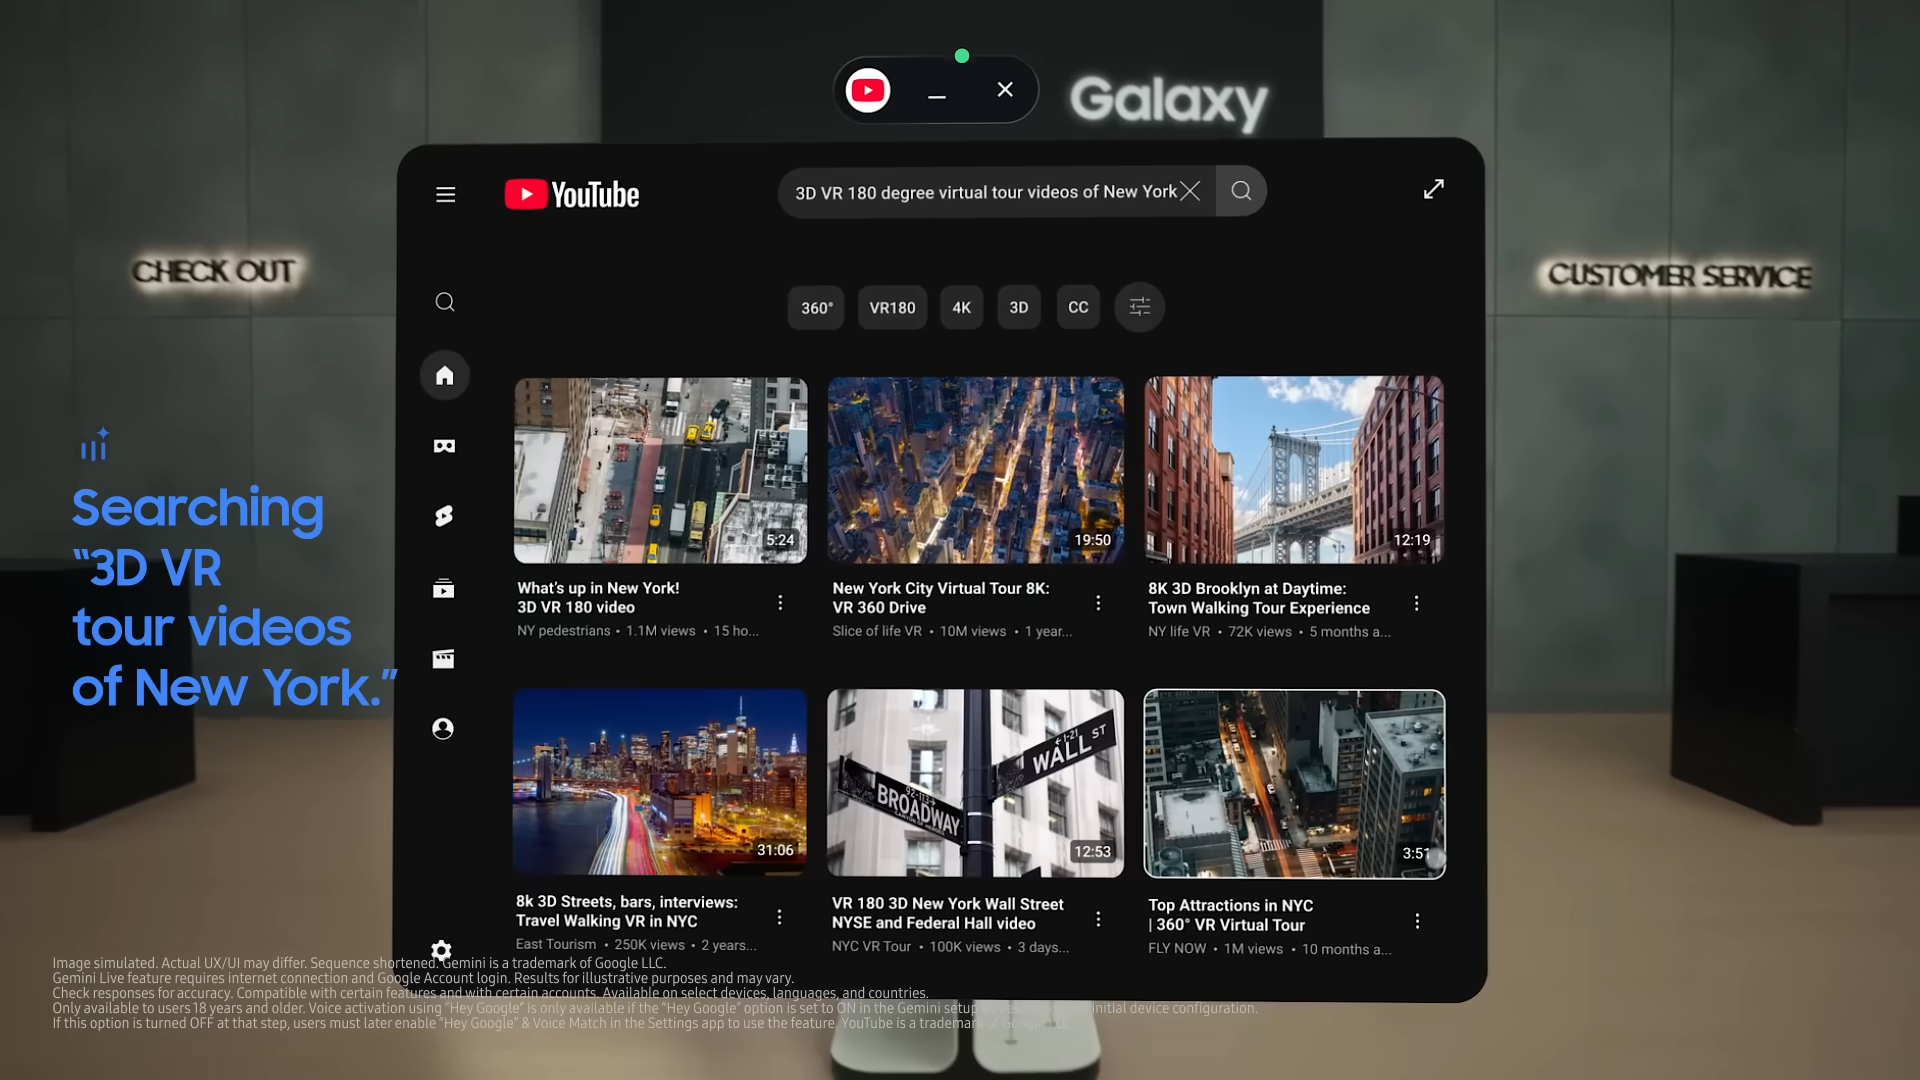 Galaxy
YouTube
3D VR 180 degree virtual tour videos of New York
CHECK OUT
CUSTOMER SERVICE
360°
VR180
4K
3D
CC
Searching
“3D VR
tour videos
of New York.”
5:24
What’s up in New York!
3D VR 180 video
NY pedestrians • 1.1M views • 15 ho...
19:50
New York City Virtual Tour 8K:
VR 360 Drive
Slice of life VR • 10M views • 1 year...
12:19
8K 3D Brooklyn at Daytime:
Town Walking Tour Experience
NY life VR • 72K views • 5 months a...
31:06
8k 3D Streets, bars, interviews:
Travel Walking VR in NYC
East Tourism • 250K views • 2 years...
←1-21
WALL ST
92-113→
BROADWAY
12:53
VR 180 3D New York Wall Street
NYSE and Federal Hall video
NYC VR Tour • 100K views • 3 days...
3:51
Top Attractions in NYC
| 360° VR Virtual Tour
FLY NOW • 1M views • 10 months a...
Image simulated. Actual UX/UI may differ. Sequence shortened. Gemini is a trademark of Google LLC.
Gemini Live feature requires internet connection and Google Account login. Results for illustrative purposes and may vary.
Check responses for accuracy. Compatible with certain features and with certain accounts. Available on select devices, languages, and countries.
Only available to users 18 years and older. Voice activation using “Hey Google” is only available if the “Hey Google” option is set to ON in the Gemini setup initial device configuration.
If this option is turned OFF at that step, users must later enable “Hey Google” & Voice Match in the Settings app to use the feature. YouTube is a trademark of Google LLC.